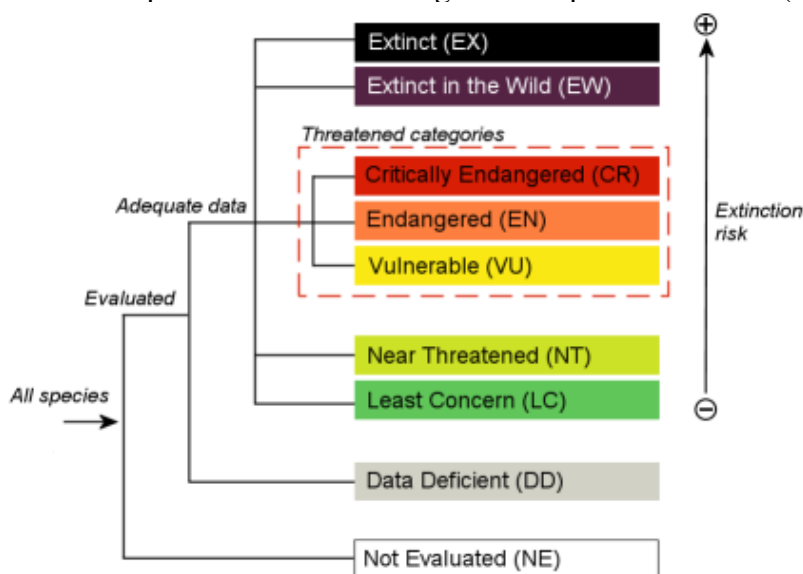 Extinct (EX)
Extinct in the Wild (EW)
Threatened categories
Critically Endangered (CR)
Adequate data
Endangered (EN)
Extinction
risk
Vulnerable (VU)
Evaluated
Near Threatened (NT)
All species
Least Concern (LC)
Data Deficient (DD)
Not Evaluated (NE)